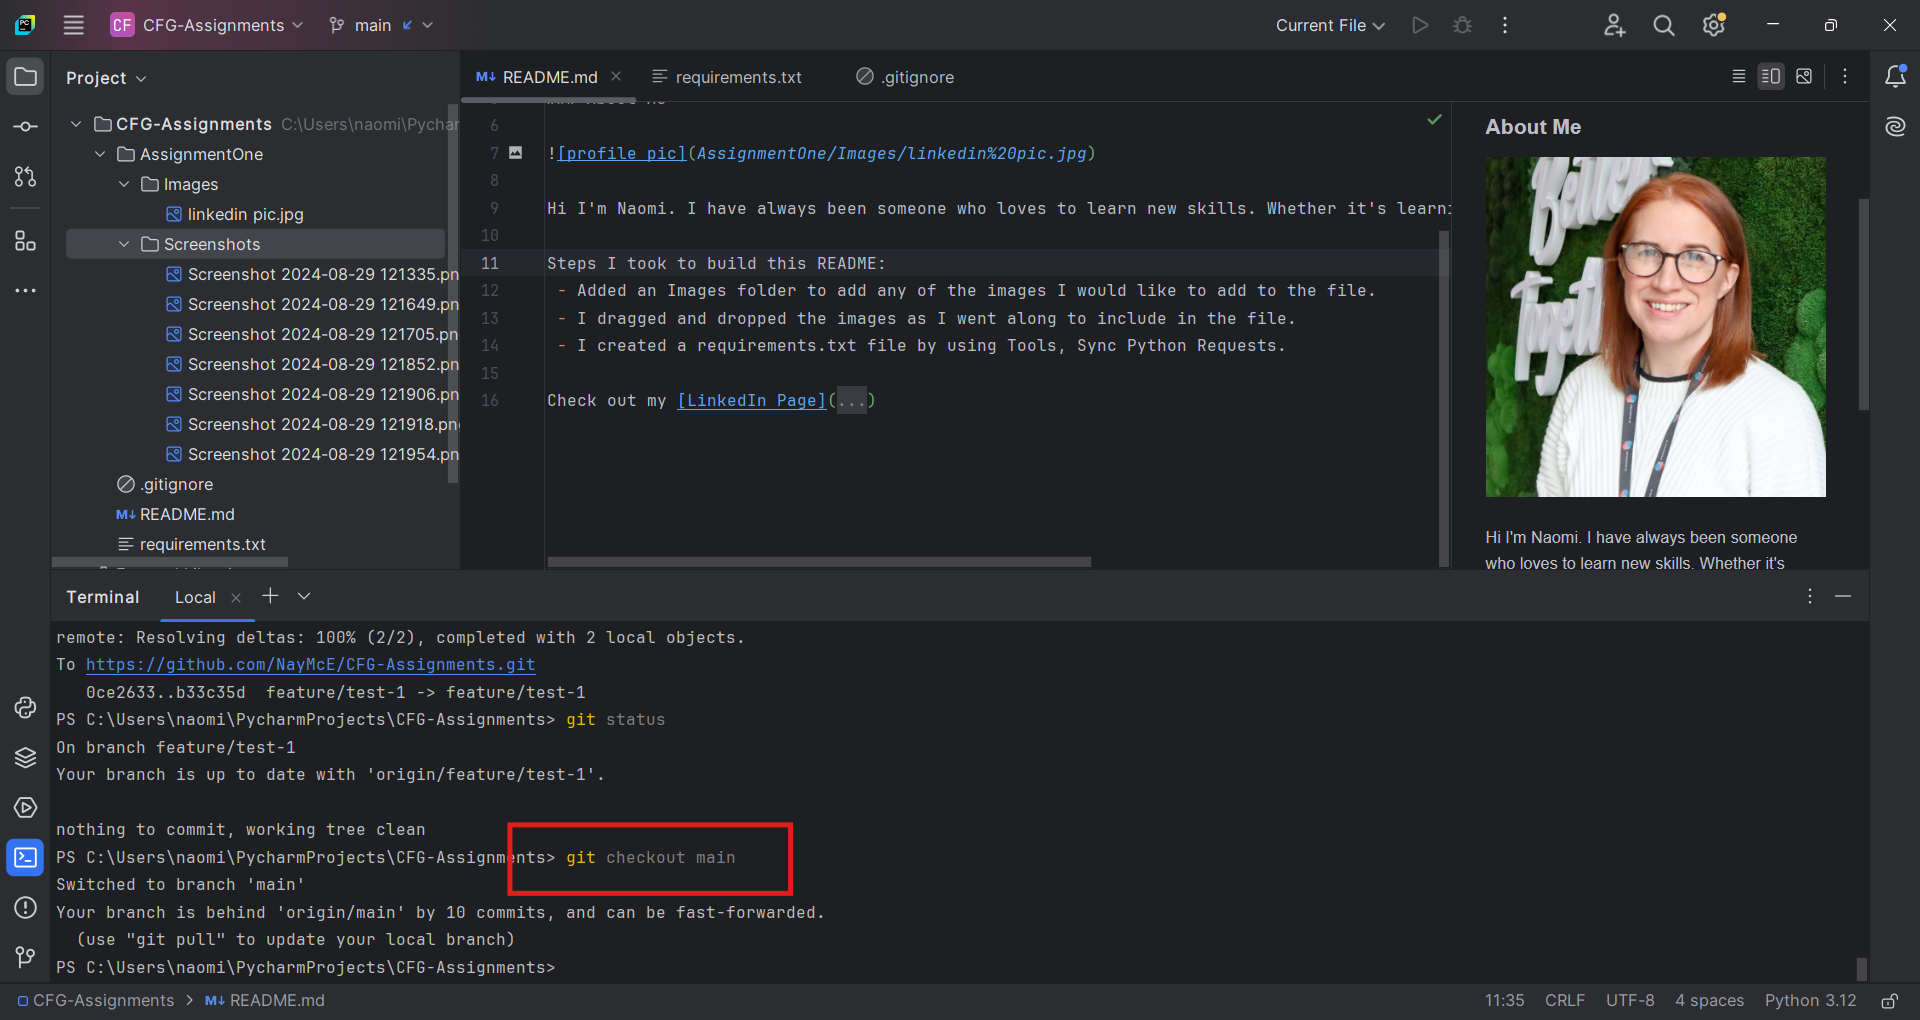 CF CFG-Assignments main Current File
Project
README.md
requirements.txt
.gitignore
CFG-Assignments C:\Users\naomi\Pychar
AssignmentOne
Images
linkedin pic.jpg
Screenshots
Screenshot 2024-08-29 121335.pn
Screenshot 2024-08-29 121649.pn
Screenshot 2024-08-29 121705.pn
Screenshot 2024-08-29 121852.pn
Screenshot 2024-08-29 121906.pn
Screenshot 2024-08-29 121918.pn
Screenshot 2024-08-29 121954.pn
.gitignore
README.md
requirements.txt
6
7 ![profile pic](AssignmentOne/Images/linkedin%20pic.jpg)
8
9 Hi I'm Naomi. I have always been someone who loves to learn new skills. Whether it's learni
10
11 Steps I took to build this README:
12 - Added an Images folder to add any of the images I would like to add to the file.
13 - I dragged and dropped the images as I went along to include in the file.
14 - I created a requirements.txt file by using Tools, Sync Python Requests.
15
16 Check out my [LinkedIn Page](...)
About Me
Hi I'm Naomi. I have always been someone
who loves to learn new skills. Whether it's
Terminal Local
remote: Resolving deltas: 100% (2/2), completed with 2 local objects.
To https://github.com/NayMcE/CFG-Assignments.git
0ce2633..b33c35d feature/test-1 -> feature/test-1
PS C:\Users\naomi\PycharmProjects\CFG-Assignments> git status
On branch feature/test-1
Your branch is up to date with 'origin/feature/test-1'.
nothing to commit, working tree clean
PS C:\Users\naomi\PycharmProjects\CFG-Assignments> git checkout main
Switched to branch 'main'
Your branch is behind 'origin/main' by 10 commits, and can be fast-forwarded.
(use "git pull" to update your local branch)
PS C:\Users\naomi\PycharmProjects\CFG-Assignments>
CFG-Assignments > README.md
11:35 CRLF UTF-8 4 spaces Python 3.12